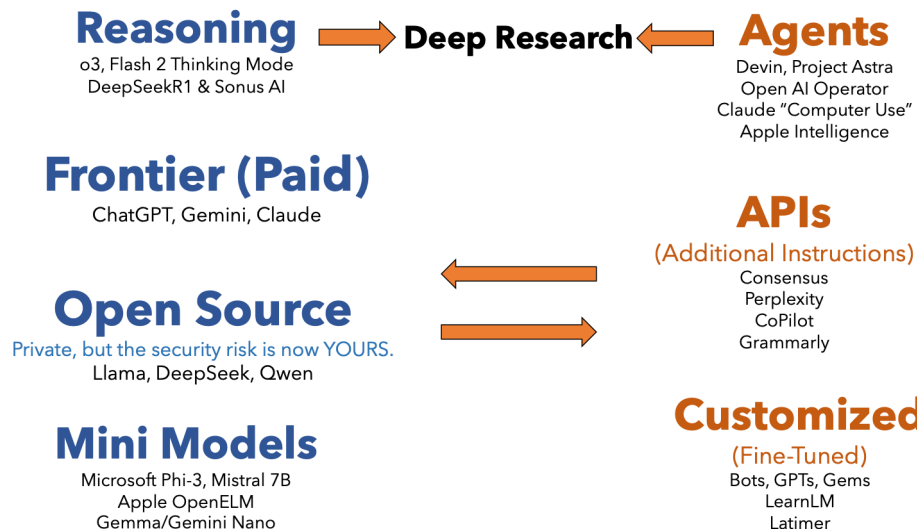 Reasoning
o3, Flash 2 Thinking Mode
DeepSeekR1 & Sonus AI
Deep Research
Agents
Devin, Project Astra
Open AI Operator
Claude “Computer Use”
Apple Intelligence
Frontier (Paid)
ChatGPT, Gemini, Claude
APIs
(Additional Instructions)
Consensus
Perplexity
CoPilot
Grammarly
Open Source
Private, but the security risk is now YOURS.
Llama, DeepSeek, Qwen
Mini Models
Microsoft Phi-3, Mistral 7B
Apple OpenELM
Gemma/Gemini Nano
Customized
(Fine-Tuned)
Bots, GPTs, Gems
LearnLM
Latimer